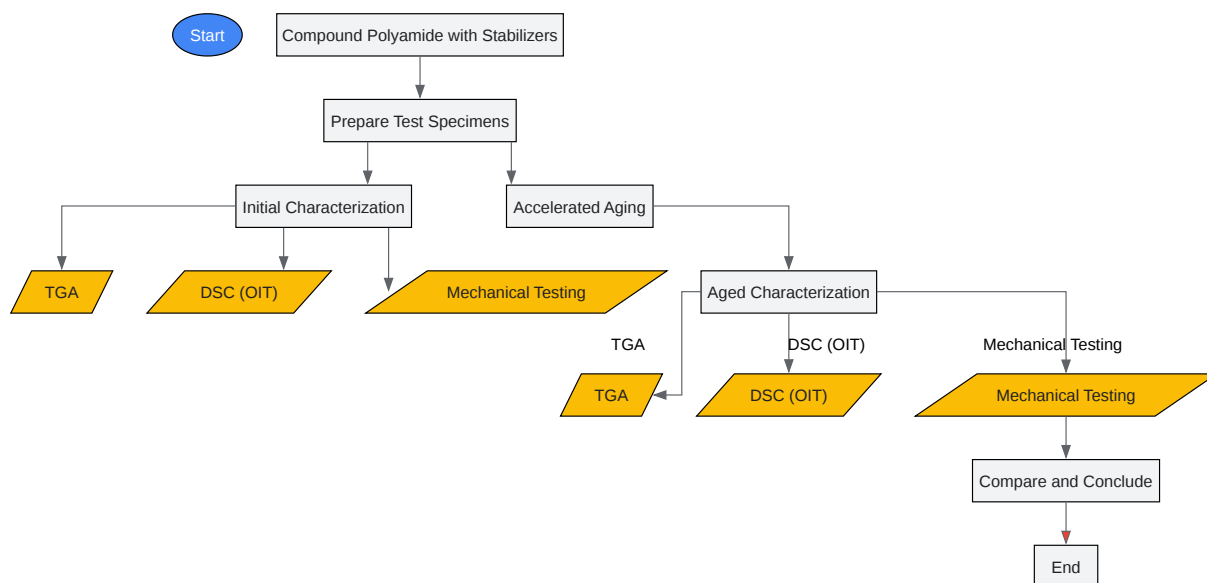 Start
Compound Polyamide with Stabilizers
Prepare Test Specimens
Initial Characterization
Accelerated Aging
TGA
DSC (OIT)
Mechanical Testing
Aged Characterization
TGA
DSC (OIT)
Mechanical Testing
TGA
DSC (OIT)
Mechanical Testing
Compare and Conclude
End